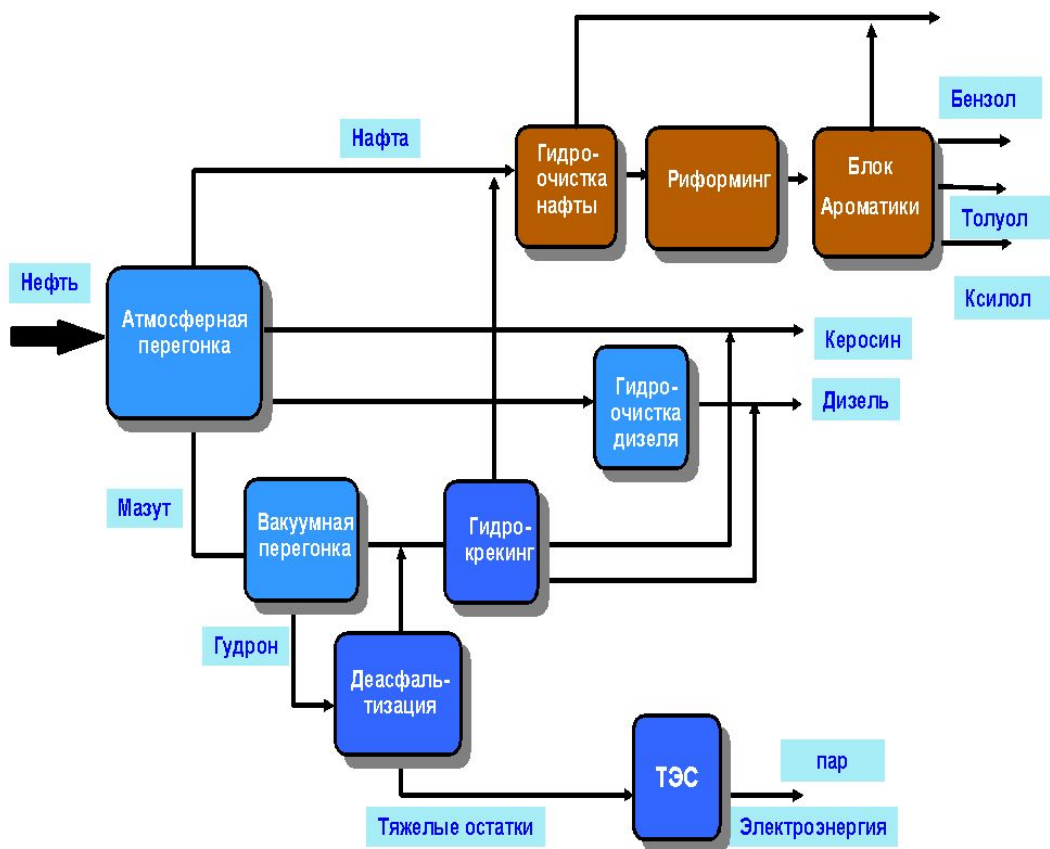 Нафта
Гидро-
очистка
нафты
Риформинг
Блок
Ароматики
Бензол
Толуол
Ксилол
Нефть
Атмосферная
перегонка
Керосин
Гидро-
очистка
дизеля
Дизель
Мазут
Вакуумная
перегонка
Гидро-
крекинг
Гудрон
Деасфаль-
тизация
ТЭС
пар
Тяжелые остатки
Электроэнергия